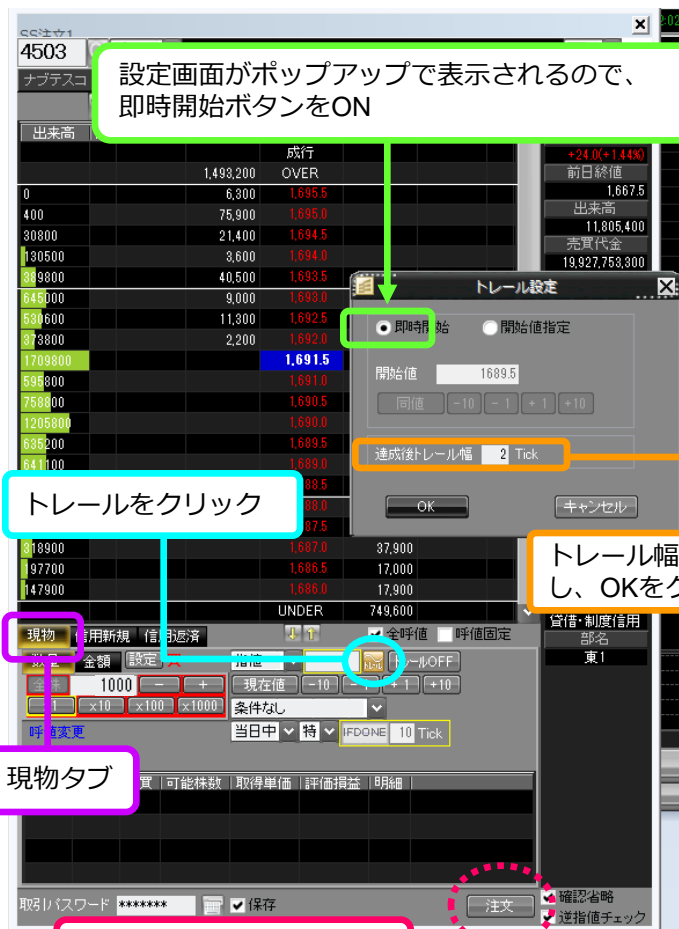 SS注文1
4503
ナブテスコ
設定画面がポップアップで表示されるので、
即時開始ボタンをON
出来高
成行
1,493,200 OVER
0 6,300 1,695.5
400 75,900 1,695.0
30800 21,400 1,694.5
130500 3,600 1,694.0
389800 40,500 1,693.5
645000 9,000 1,693.0
530600 11,300 1,692.5
373800 2,200 1,692.0
1709800 1,691.5
595800 1,691.0
758800 1,690.5
1205800 1,690.0
635200 1,689.5
641100 1,689.0
88.5
88.0
87.5
318900 1,687.0 37,900
197700 1,686.5 17,000
147900 1,686.0 17,900
UNDER 749,600
+24.0(+1.44%)
前日終値
1,667.5
出来高
11,805,400
売買代金
19,927,753,300
トレール設定
即時開始 開始値指定
開始値 1689.5
同値 -10 - 1 + 1 +10
達成後トレール幅 2 Tick
OK キャンセル
トレールをクリック
トレール幅
し、OKをク
貸借・制度信用
部名
東1
現物 信用新規 信用返済 全呼値 呼値固定
数量 金額 設定 指値 トレールOFF
1000 - + 現在値 -10 - 1 + 1 +10
x10 x100 x1000 条件なし
呼値変更 当日中 特 IFDONE 10 Tick
現物タブ
買 可能株数 取得単価 評価損益 明細
取引パスワード ******* 保存 注文
確認省略
逆指値チェック